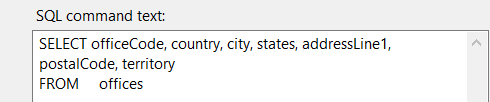 SQL command text:
SELECT officeCode, country, city, states, addressLine1,
postalCode, territory
FROM     offices